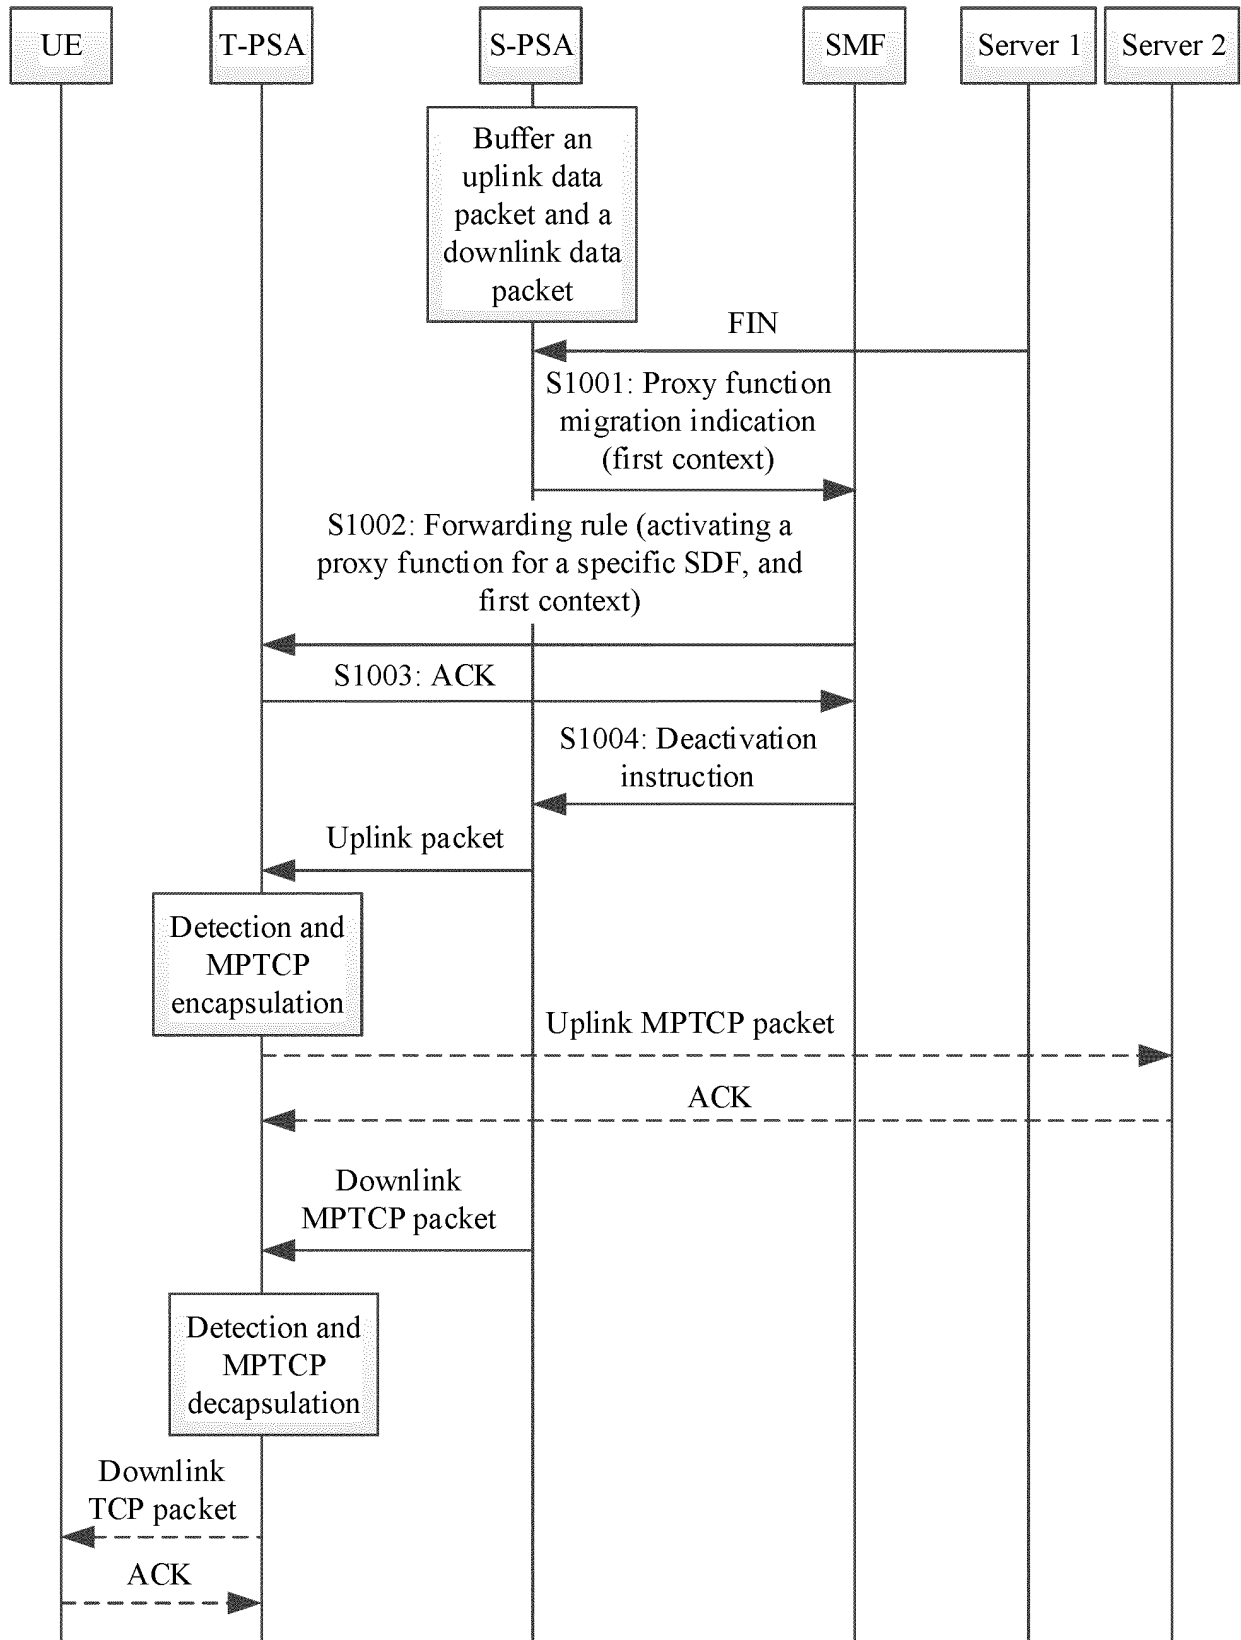 UE
T-PSA
S-PSA
SMF
Server 1
Server 2
Buffer an
uplink data
packet and a
downlink data
packet
FIN
S1001: Proxy function
migration indication
(first context)
S1002: Forwarding rule (activating a
proxy function for a specific SDF, and
first context)
S1003: ACK
S1004: Deactivation
instruction
Uplink packet
Detection and
MPTCP
encapsulation
Uplink MPTCP packet
ACK
Downlink
MPTCP packet
Detection and
MPTCP
decapsulation
Downlink
TCP packet
ACK